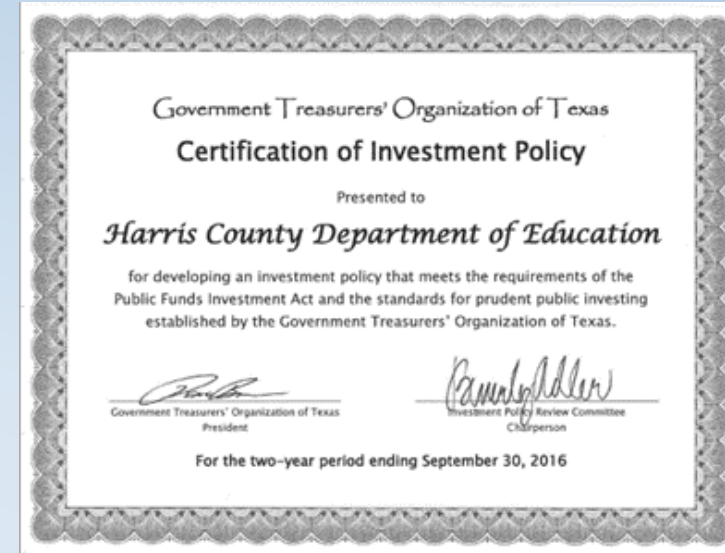 Government Treasurers' Organization of Texas
Certification of Investment Policy
Presented to
Harris County Department of Education
for developing an investment policy that meets the requirements of the
Public Funds Investment Act and the standards for prudent public investing
established by the Government Treasurers' Organization of Texas.
Beverly Adler
Government Treasurers' Organization of Texas
President
Investment Policy Review Committee
Chairperson
For the two-year period ending September 30, 2016